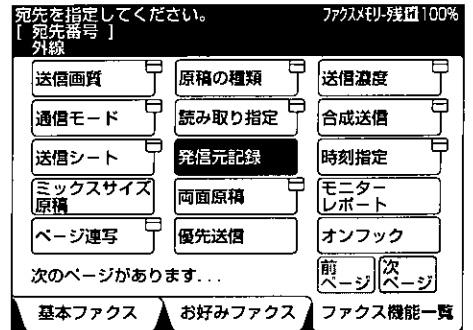 宛先を指定してください。 ファクスメモリー残量100%
[ 宛先番号 ]
外線
送信画質 原稿の種類 送信濃度
通信モード 読み取り指定 合成送信
送信シート 発信元記録 時刻指定
ミックスサイズ
原稿
両面原稿
モニター
レポート
ページ連写 優先送信 オンフック
次のページがあります...
前
ページ
次
ページ
基本ファクス お好みファクス ファクス機能一覧